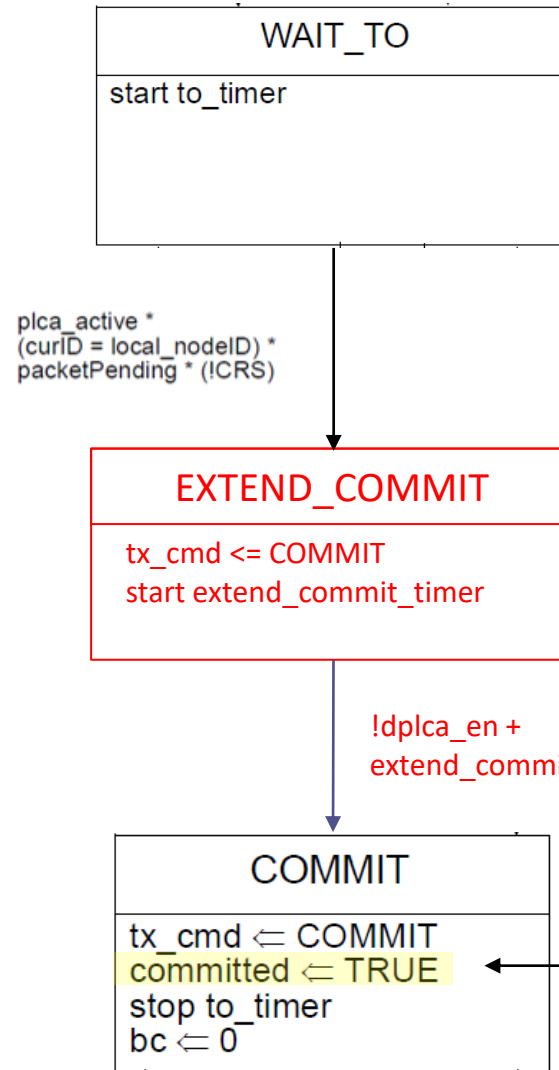 WAIT_TO
start to_timer
plca_active *
(curID = local_nodeID) *
packetPending * (!CRS)
EXTEND_COMMIT
tx_cmd <= COMMIT
start extend_commit_timer
!dplca_en +
COMMIT
tx_cmd ⇐ COMMIT
committed ⇐ TRUE
stop to_timer
bc ⇐ 0